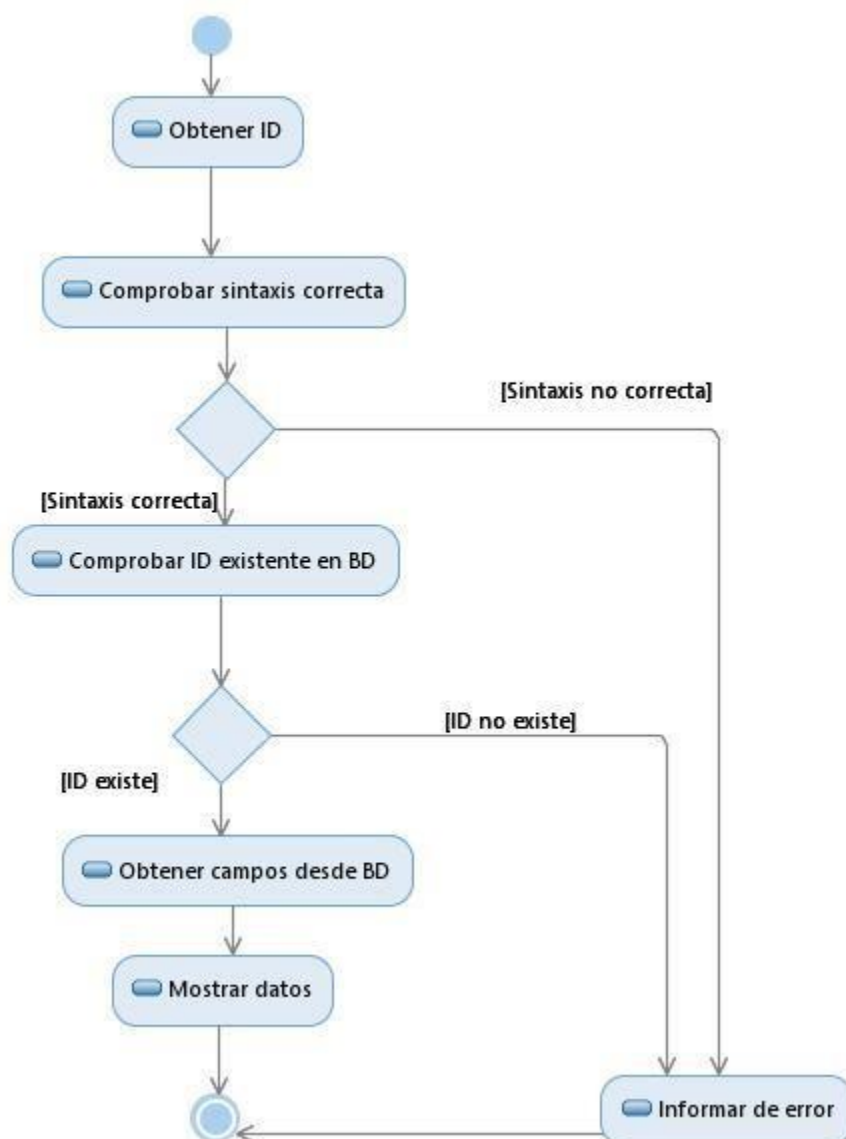 Obtener ID
Comprobar sintaxis correcta
[Sintaxis no correcta]
[Sintaxis correcta]
Comprobar ID existente en BD
[ID no existe]
[ID existe]
Obtener campos desde BD
Mostrar datos
Informar de error